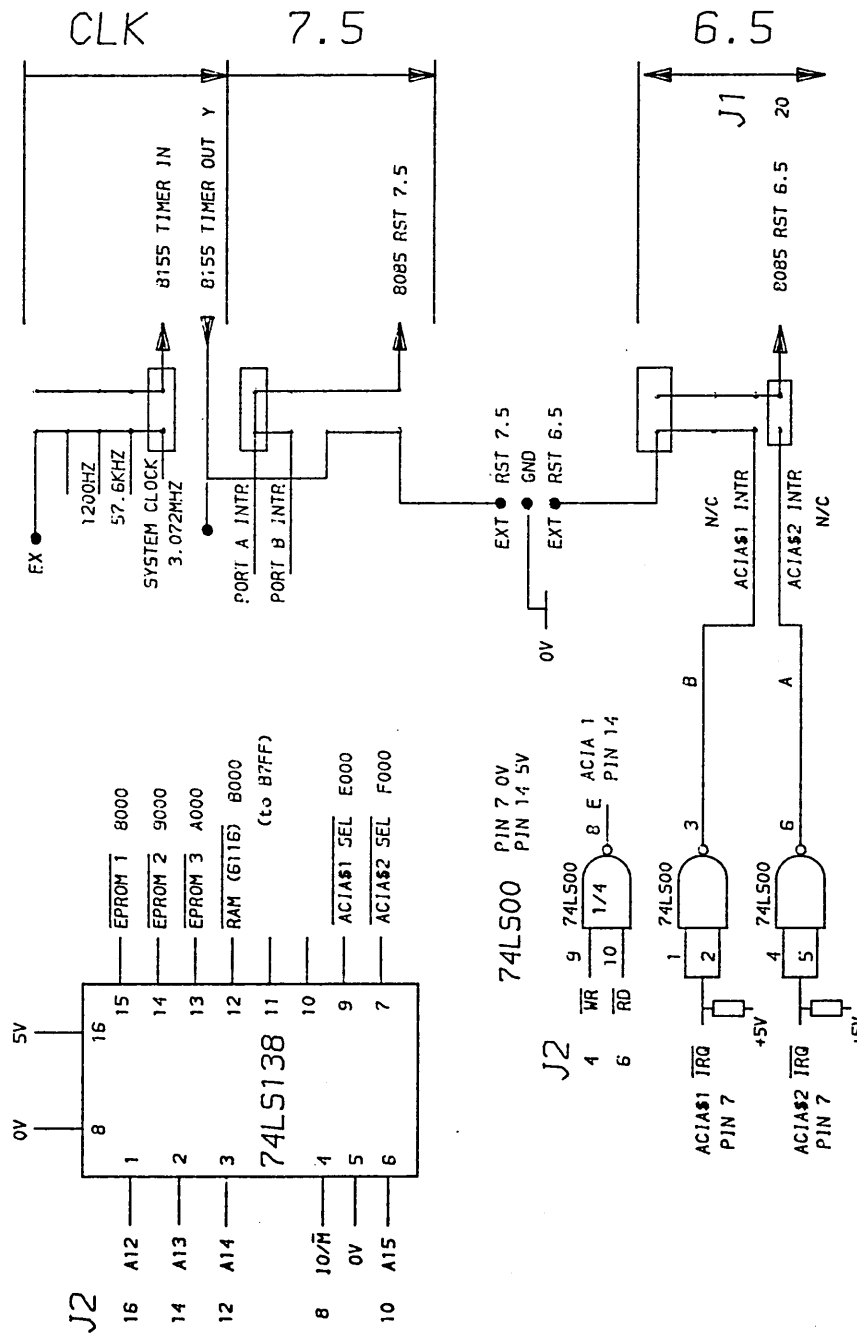 CLK
7.5
6.5
J1
20
8155 TIMER IN
8155 TIMER OUT Y
8085 RST 7.5
8085 RST 6.5
EX
1200HZ
57.6KHZ
SYSTEM CLOCK
3.072MHZ
PORT A INTR
PORT B INTR
EXT RST 7.5
GND
EXT RST 6.5
0V
N/C
ACIA$1 INTR
ACIA$2 INTR
N/C
B
A
J2
16 A12 1
14 A13 2
12 A14 3
8 IO/M̅ 4
0V 5
10 A15 6
74LS138
0V 8
5V 16
15 EPROM 1 8000
14 EPROM 2 9000
13 EPROM 3 A000
12 RAM (6116) B000
(to B7FF)
11
10
9 ACIA$1 SEL E000
7 ACIA$2 SEL F000
74LS00
PIN 7 0V
PIN 14 5V
J2
4 WR 9
6 RD 10
74LS00
1/4
8 E ACIA 1
PIN 14
ACIA$1 IRQ
PIN 7
+5V
1
2
74LS00
3
ACIA$2 IRQ
PIN 7
+5V
4
5
74LS00
6